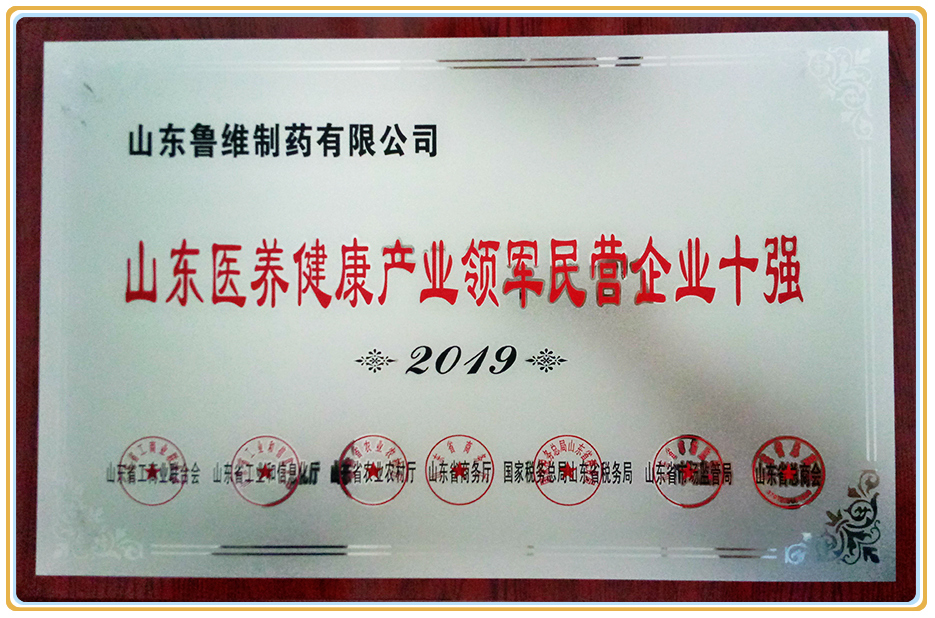 山东鲁维制药有限公司
山东医养健康产业领军民营企业十强
2019
山东省工商业联合会 山东省工业和信息化厅 山东省农业农村厅 山东省商务厅 国家税务总局山东省税务局 山东省市场监管局 山东省总商会